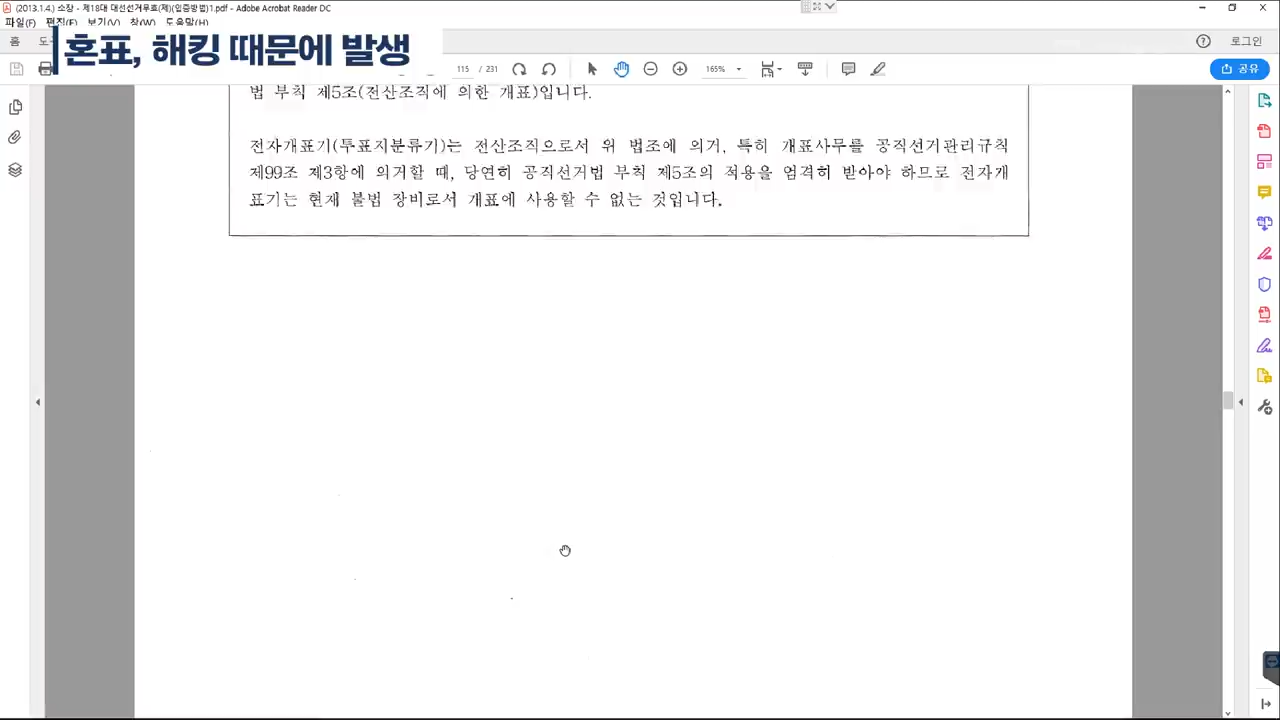 (2013.1.4.) 소장 - 제18대 대선선거무효(제)(입증방법)1.pdf - Adobe Acrobat Reader DC
파일(F) 편집(E) 보기(V) 창(W) 도움말(H)
홈
로그인
혼표, 해킹 때문에 발생
115 / 231
165%
공유
법 부칙 제5조(전산조직에 의한 개표)입니다.
전자개표기(투표지분류기)는 전산조직으로서 위 법조에 의거, 특히 개표사무를 공직선거관리규칙
제99조 제3항에 의거할 때, 당연히 공직선거법 부칙 제5조의 적용을 엄격히 받아야 하므로 전자개
표기는 현재 불법 장비로서 개표에 사용할 수 없는 것입니다.